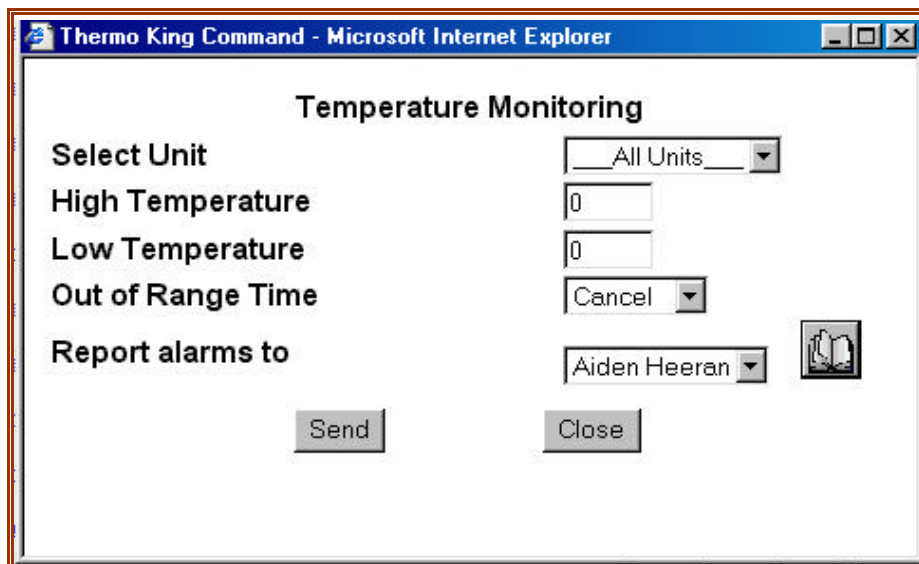 Thermo King Command - Microsoft Internet Explorer
Temperature Monitoring
Select Unit ___All Units___
High Temperature 0
Low Temperature 0
Out of Range Time Cancel
Report alarms to Aiden Heeran
Send Close